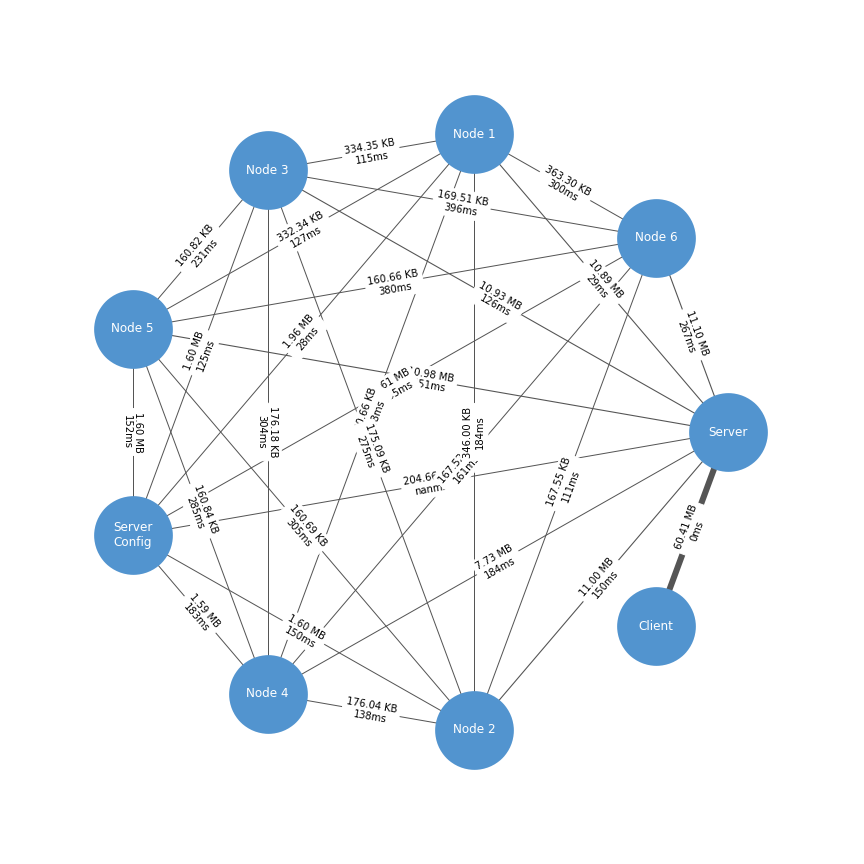 Node 1
Node 3
334.35 KB
115ms
363.30 KB
300ms
169.51 KB
396ms
Node 6
332.34 KB
127ms
160.82 KB
231ms
160.66 KB
380ms
10.89 MB
29ms
10.93 MB
126ms
Node 5
1.96 MB
28ms
11.10 MB
267ms
1.60 MB
125ms
61 MB
5ms
0.98 MB
51ms
1.60 MB
152ms
176.18 KB
304ms
.66 KB
3ms
175.09 KB
275ms
346.00 KB
184ms
Server
167.5
161m
204.66
nanm
167.55 KB
111ms
160.84 KB
285ms
160.69 KB
305ms
60.41 MB
0ms
Server
Config
7.73 MB
184ms
11.00 MB
150ms
1.59 MB
183ms
1.60 MB
150ms
Client
Node 4
176.04 KB
138ms
Node 2